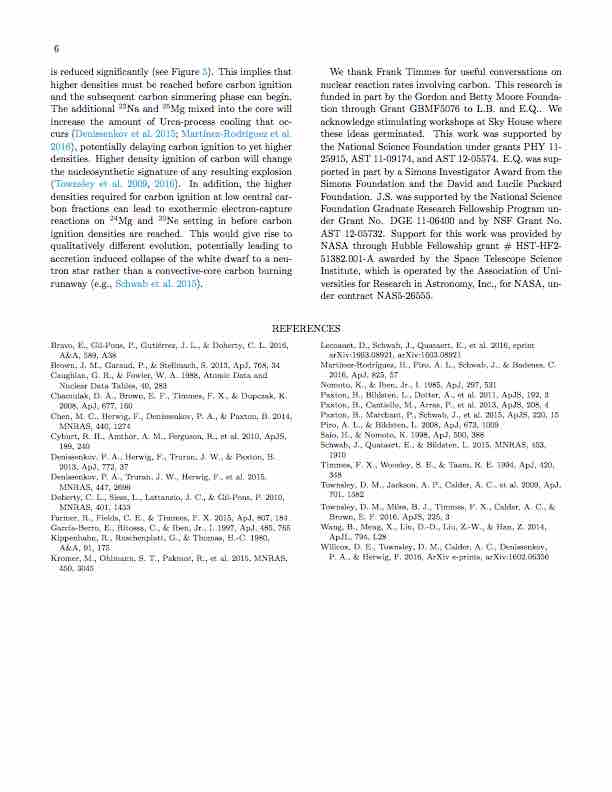 6
is reduced significantly (see Figure 5). This implies that
higher densities must be reached before carbon ignition
and the subsequent carbon simmering phase can begin.
The additional 23Na and 25Mg mixed into the core will
increase the amount of Urca-process cooling that oc-
curs (Denissenkov et al. 2015; Martínez-Rodríguez et al.
2016), potentially delaying carbon ignition to yet higher
densities. Higher density ignition of carbon will change
the nucleosynthetic signature of any resulting explosion
(Townsley et al. 2009, 2016). In addition, the higher
densities required for carbon ignition at low central car-
bon fractions can lead to exothermic electron-capture
reactions on 24Mg and 20Ne setting in before carbon
ignition densities are reached. This would give rise to
qualitatively different evolution, potentially leading to
accretion induced collapse of the white dwarf to a neu-
tron star rather than a convective-core carbon burning
runaway (e.g., Schwab et al. 2015).
We thank Frank Timmes for useful conversations on
nuclear reaction rates involving carbon. This research is
funded in part by the Gordon and Betty Moore Founda-
tion through Grant GBMF5076 to L.B. and E.Q.. We
acknowledge stimulating workshops at Sky House where
these ideas germinated. This work was supported by
the National Science Foundation under grants PHY 11-
25915, AST 11-09174, and AST 12-05574. E.Q. was sup-
ported in part by a Simons Investigator Award from the
Simons Foundation and the David and Lucile Packard
Foundation. J.S. was supported by the National Science
Foundation Graduate Research Fellowship Program un-
der Grant No. DGE 11-06400 and by NSF Grant No.
AST 12-05732. Support for this work was provided by
NASA through Hubble Fellowship grant # HST-HF2-
51382.001-A awarded by the Space Telescope Science
Institute, which is operated by the Association of Uni-
versities for Research in Astronomy, Inc., for NASA, un-
der contract NAS5-26555.
REFERENCES
Bravo, E., Gil-Pons, P., Gutiérrez, J. L., & Doherty, C. L. 2016,
A&A, 589, A38
Brown, J. M., Garaud, P., & Stellmach, S. 2013, ApJ, 768, 34
Caughlan, G. R., & Fowler, W. A. 1988, Atomic Data and
Nuclear Data Tables, 40, 283
Chamulak, D. A., Brown, E. F., Timmes, F. X., & Dupczak, K.
2008, ApJ, 677, 160
Chen, M. C., Herwig, F., Denissenkov, P. A., & Paxton, B. 2014,
MNRAS, 440, 1274
Cyburt, R. H., Amthor, A. M., Ferguson, R., et al. 2010, ApJS,
189, 240
Denissenkov, P. A., Herwig, F., Truran, J. W., & Paxton, B.
2013, ApJ, 772, 37
Denissenkov, P. A., Truran, J. W., Herwig, F., et al. 2015,
MNRAS, 447, 2696
Doherty, C. L., Siess, L., Lattanzio, J. C., & Gil-Pons, P. 2010,
MNRAS, 401, 1453
Farmer, R., Fields, C. E., & Timmes, F. X. 2015, ApJ, 807, 184
García-Berro, E., Ritossa, C., & Iben, Jr., I. 1997, ApJ, 485, 765
Kippenhahn, R., Ruschenplatt, G., & Thomas, H.-C. 1980,
A&A, 91, 175
Kromer, M., Ohlmann, S. T., Pakmor, R., et al. 2015, MNRAS,
450, 3045
Lecoanet, D., Schwab, J., Quataert, E., et al. 2016, eprint
arXiv:1603.08921, arXiv:1603.08921
Martínez-Rodríguez, H., Piro, A. L., Schwab, J., & Badenes, C.
2016, ApJ, 825, 57
Nomoto, K., & Iben, Jr., I. 1985, ApJ, 297, 531
Paxton, B., Bildsten, L., Dotter, A., et al. 2011, ApJS, 192, 3
Paxton, B., Cantiello, M., Arras, P., et al. 2013, ApJS, 208, 4
Paxton, B., Marchant, P., Schwab, J., et al. 2015, ApJS, 220, 15
Piro, A. L., & Bildsten, L. 2008, ApJ, 673, 1009
Saio, H., & Nomoto, K. 1998, ApJ, 500, 388
Schwab, J., Quataert, E., & Bildsten, L. 2015, MNRAS, 453,
1910
Timmes, F. X., Woosley, S. E., & Taam, R. E. 1994, ApJ, 420,
348
Townsley, D. M., Jackson, A. P., Calder, A. C., et al. 2009, ApJ,
701, 1582
Townsley, D. M., Miles, B. J., Timmes, F. X., Calder, A. C., &
Brown, E. F. 2016, ApJS, 225, 3
Wang, B., Meng, X., Liu, D.-D., Liu, Z.-W., & Han, Z. 2014,
ApJL, 794, L28
Willcox, D. E., Townsley, D. M., Calder, A. C., Denissenkov,
P. A., & Herwig, F. 2016, ArXiv e-prints, arXiv:1602.06356